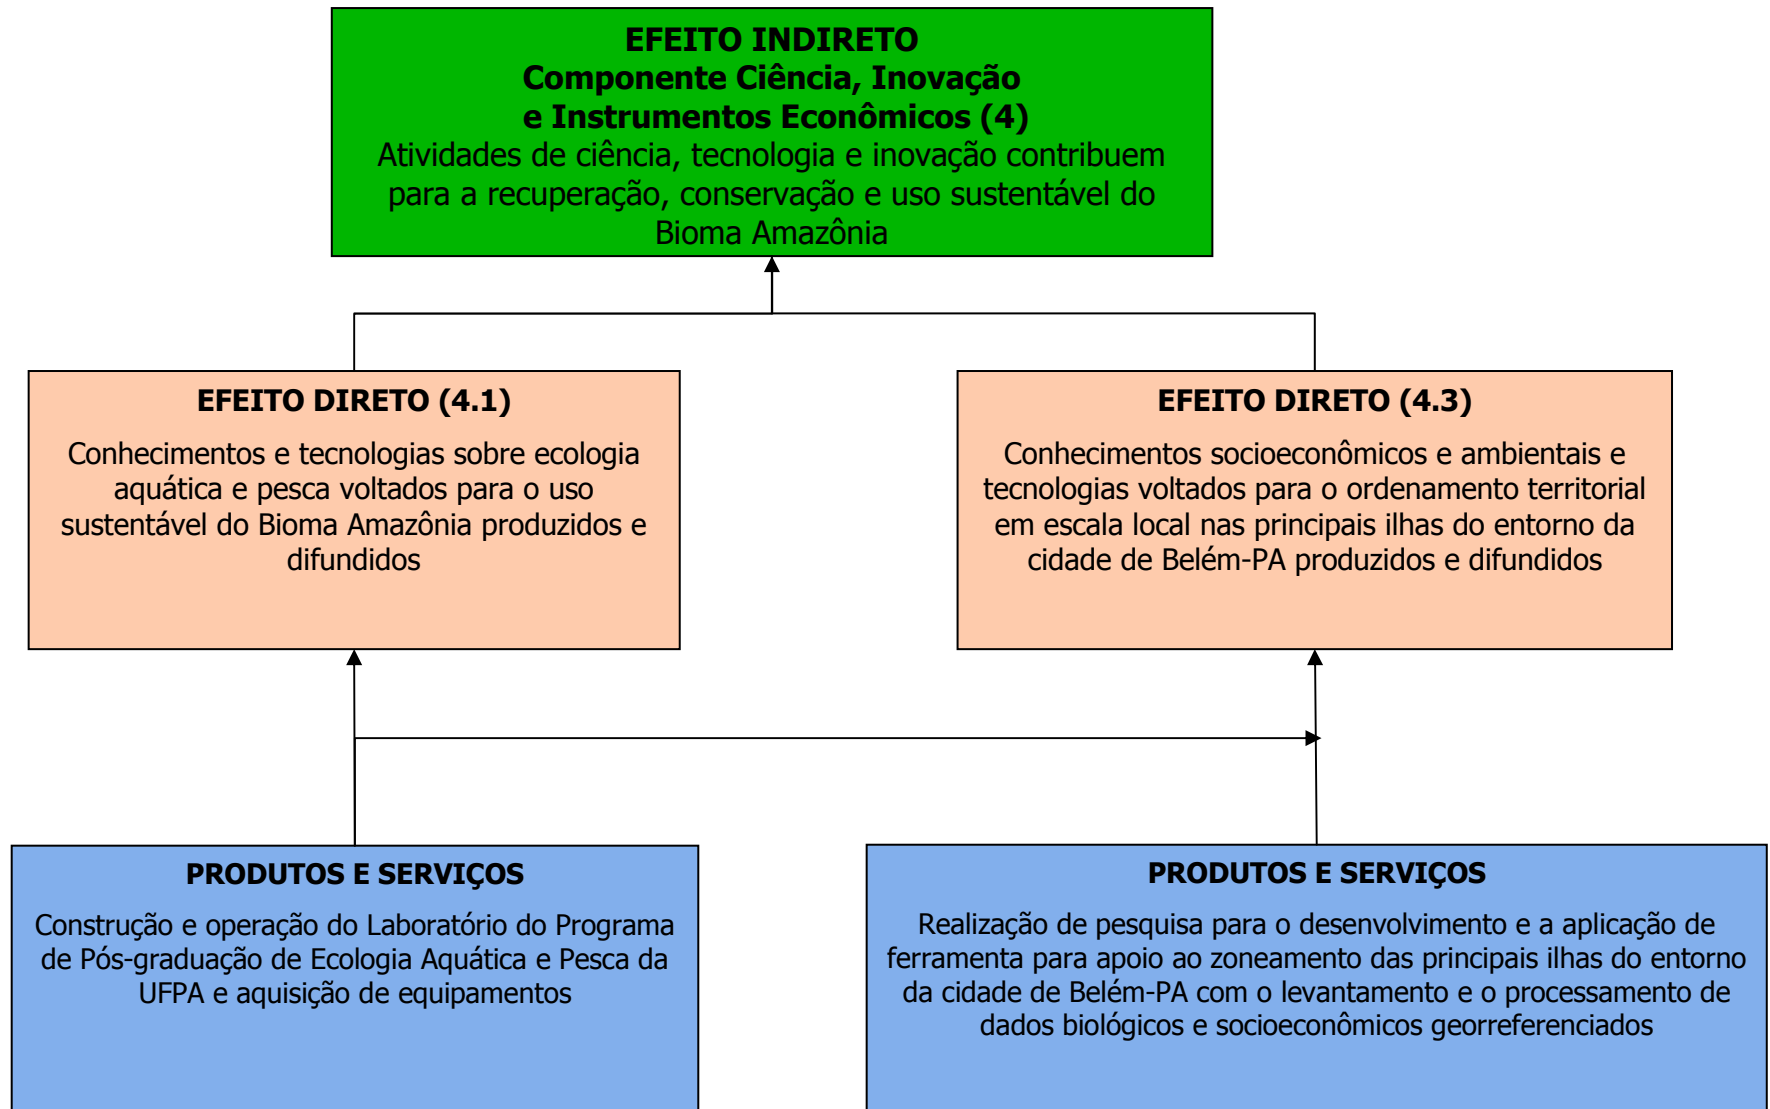 EFEITO INDIRETO
Componente Ciência, Inovação
e Instrumentos Econômicos (4)
Atividades de ciência, tecnologia e inovação contribuem
para a recuperação, conservação e uso sustentável do
Bioma Amazônia
EFEITO DIRETO (4.1)
Conhecimentos e tecnologias sobre ecologia
aquática e pesca voltados para o uso
sustentável do Bioma Amazônia produzidos e
difundidos
EFEITO DIRETO (4.3)
Conhecimentos socioeconômicos e ambientais e
tecnologias voltados para o ordenamento territorial
em escala local nas principais ilhas do entorno da
cidade de Belém-PA produzidos e difundidos
PRODUTOS E SERVIÇOS
Construção e operação do Laboratório do Programa
de Pós-graduação de Ecologia Aquática e Pesca da
UFPA e aquisição de equipamentos
PRODUTOS E SERVIÇOS
Realização de pesquisa para o desenvolvimento e a aplicação de
ferramenta para apoio ao zoneamento das principais ilhas do entorno
da cidade de Belém-PA com o levantamento e o processamento de
dados biológicos e socioeconômicos georreferenciados